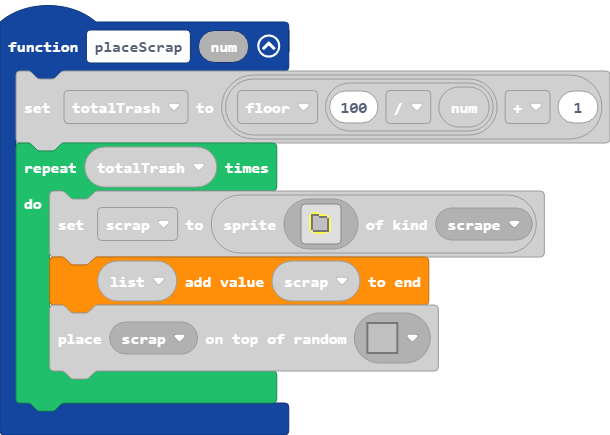 function placeScrap num
set totalTrash to floor 100 / num + 1
repeat totalTrash times
do
set scrap to sprite of kind scrape
list add value scrap to end
place scrap on top of random